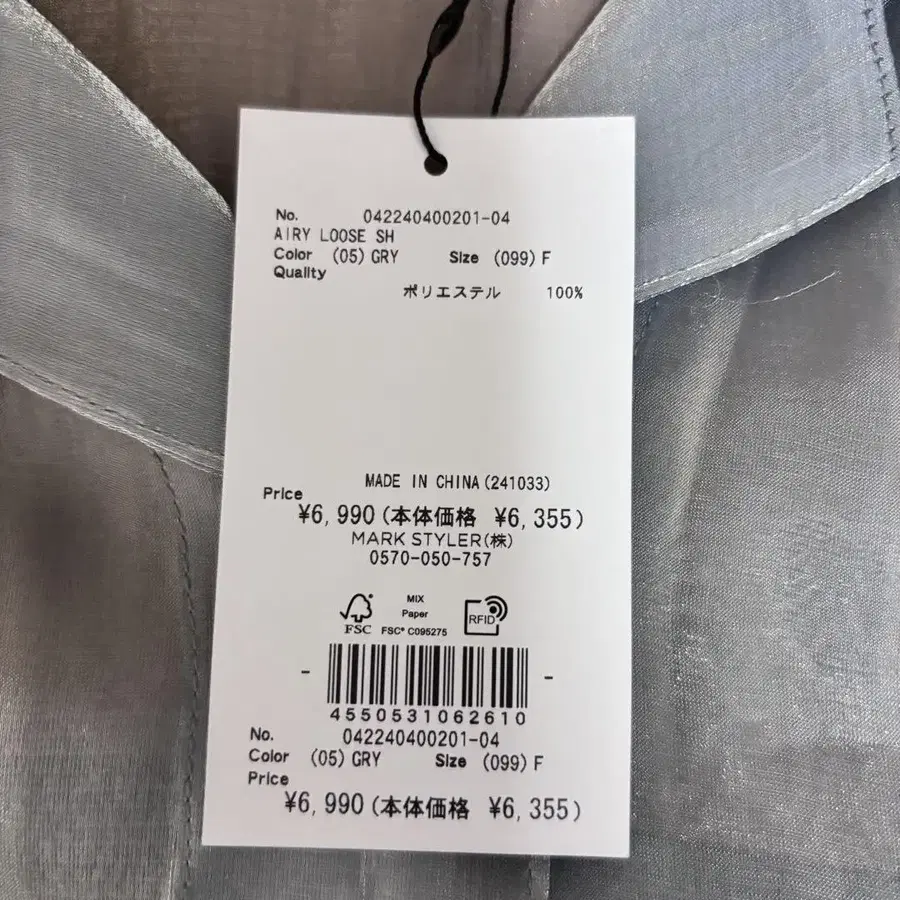 No. 042240400201-04
AIRY LOOSE SH
Color (05) GRY Size (099) F
Quality
ポリエステル 100%
MADE IN CHINA(241033)
Price
¥6,990(本体価格 ¥6,355)
MARK STYLER(株)
0570-050-757
MIX
Paper
FSC FSC® C095275
RFID
4550531062610
No. 042240400201-04
Color (05) GRY Size (099) F
Price
¥6,990(本体価格 ¥6,355)